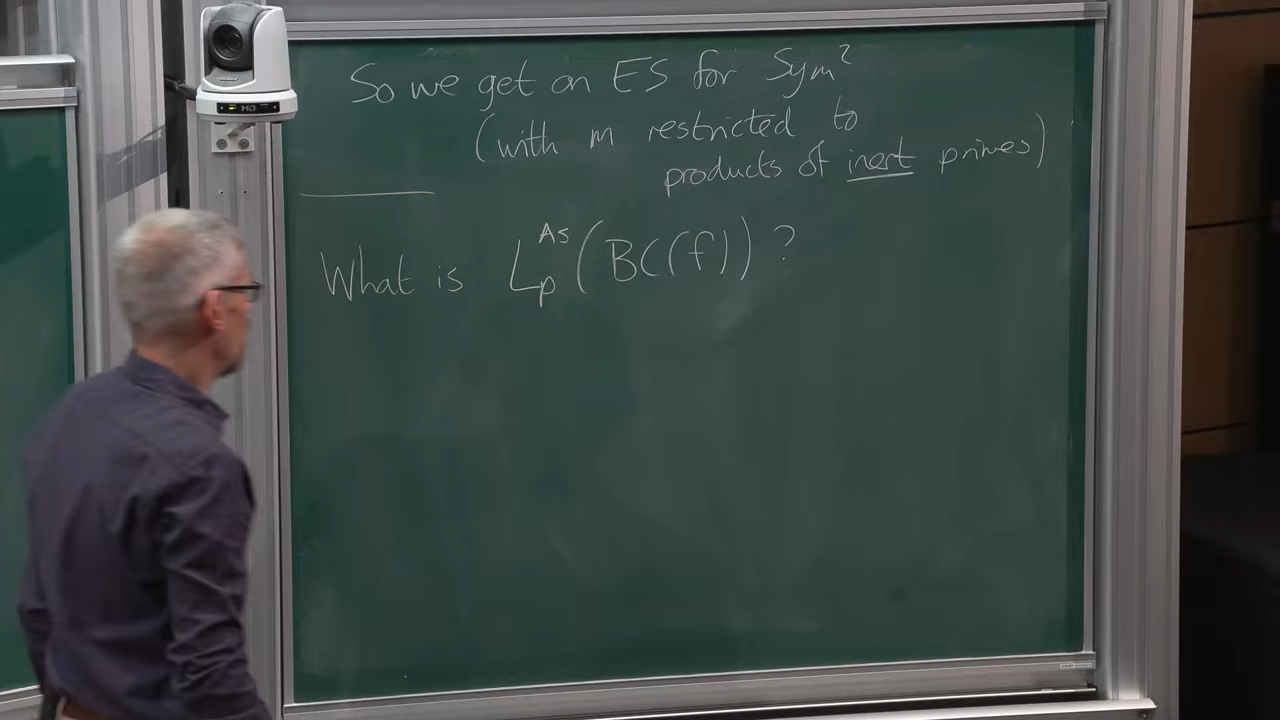 So we get an ES for Sym²
(with m restricted to
products of inert primes)
What is L_p^As (BC(f)) ?
HD